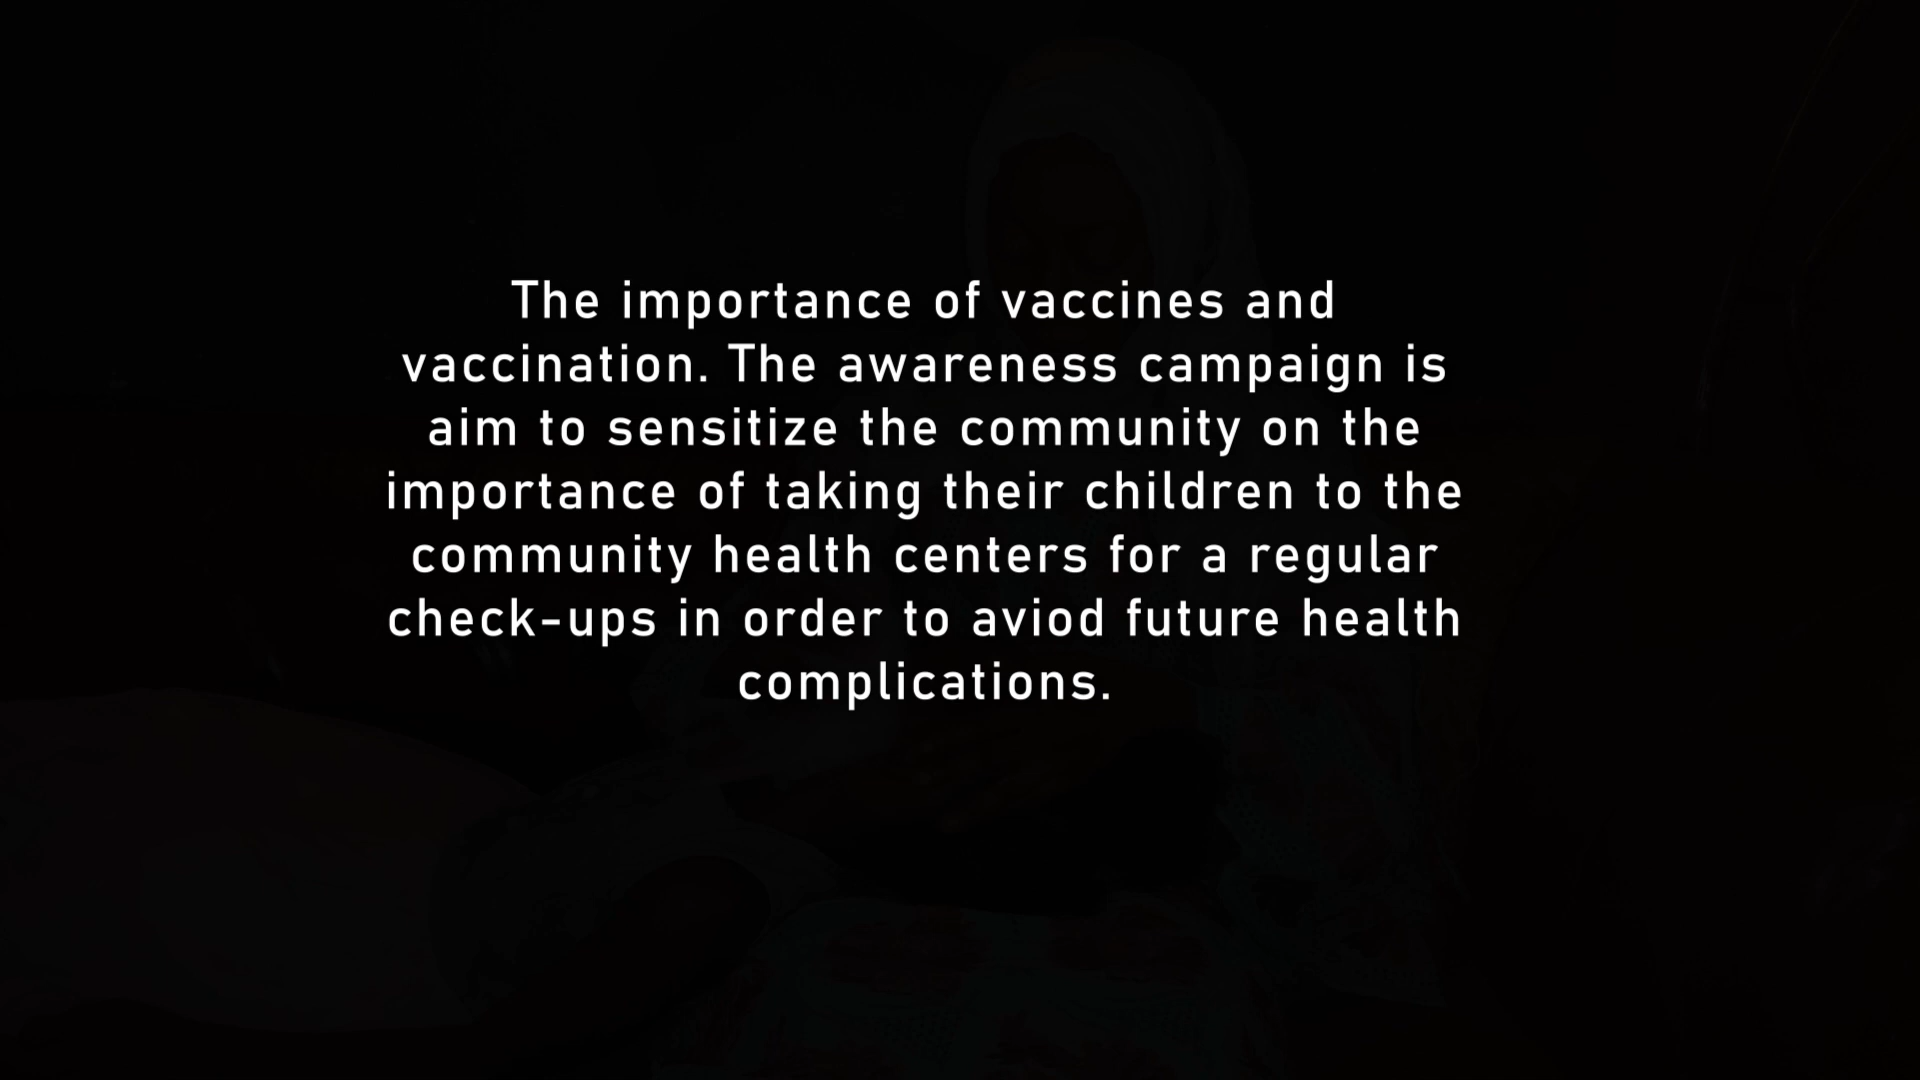 The importance of vaccines and
vaccination. The awareness campaign is
aim to sensitize the community on the
importance of taking their children to the
community health centers for a regular
check-ups in order to aviod future health
complications.